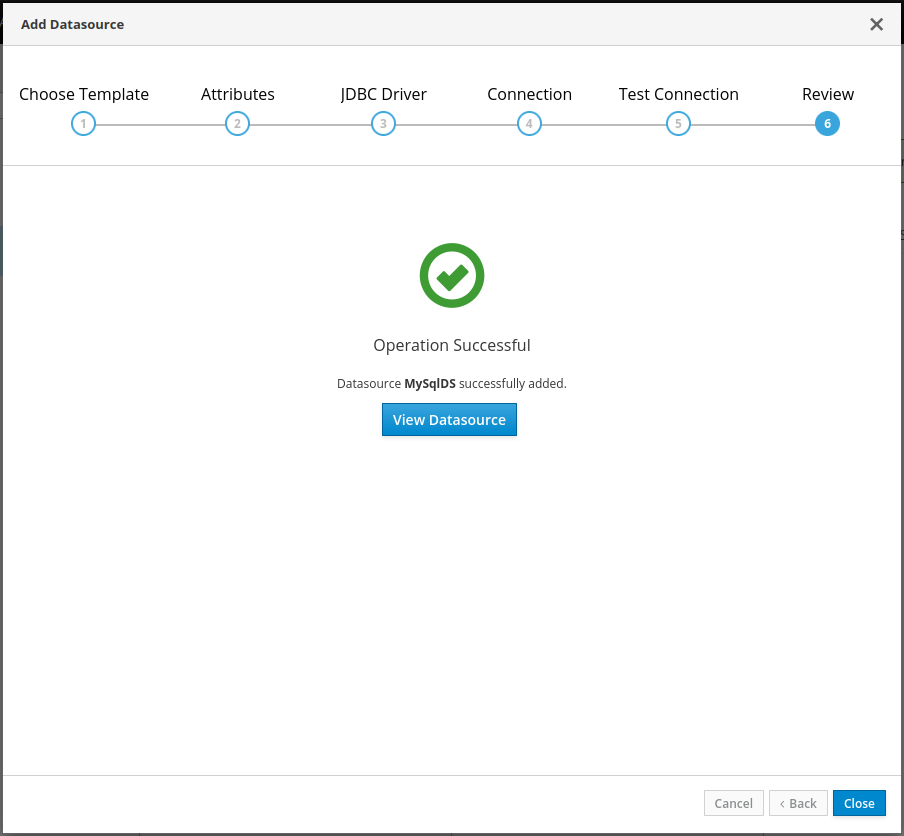 Add Datasource
Choose Template Attributes JDBC Driver Connection Test Connection Review
1 2 3 4 5 6
Operation Successful
Datasource MySqlDS successfully added.
View Datasource
Cancel ‹ Back Close